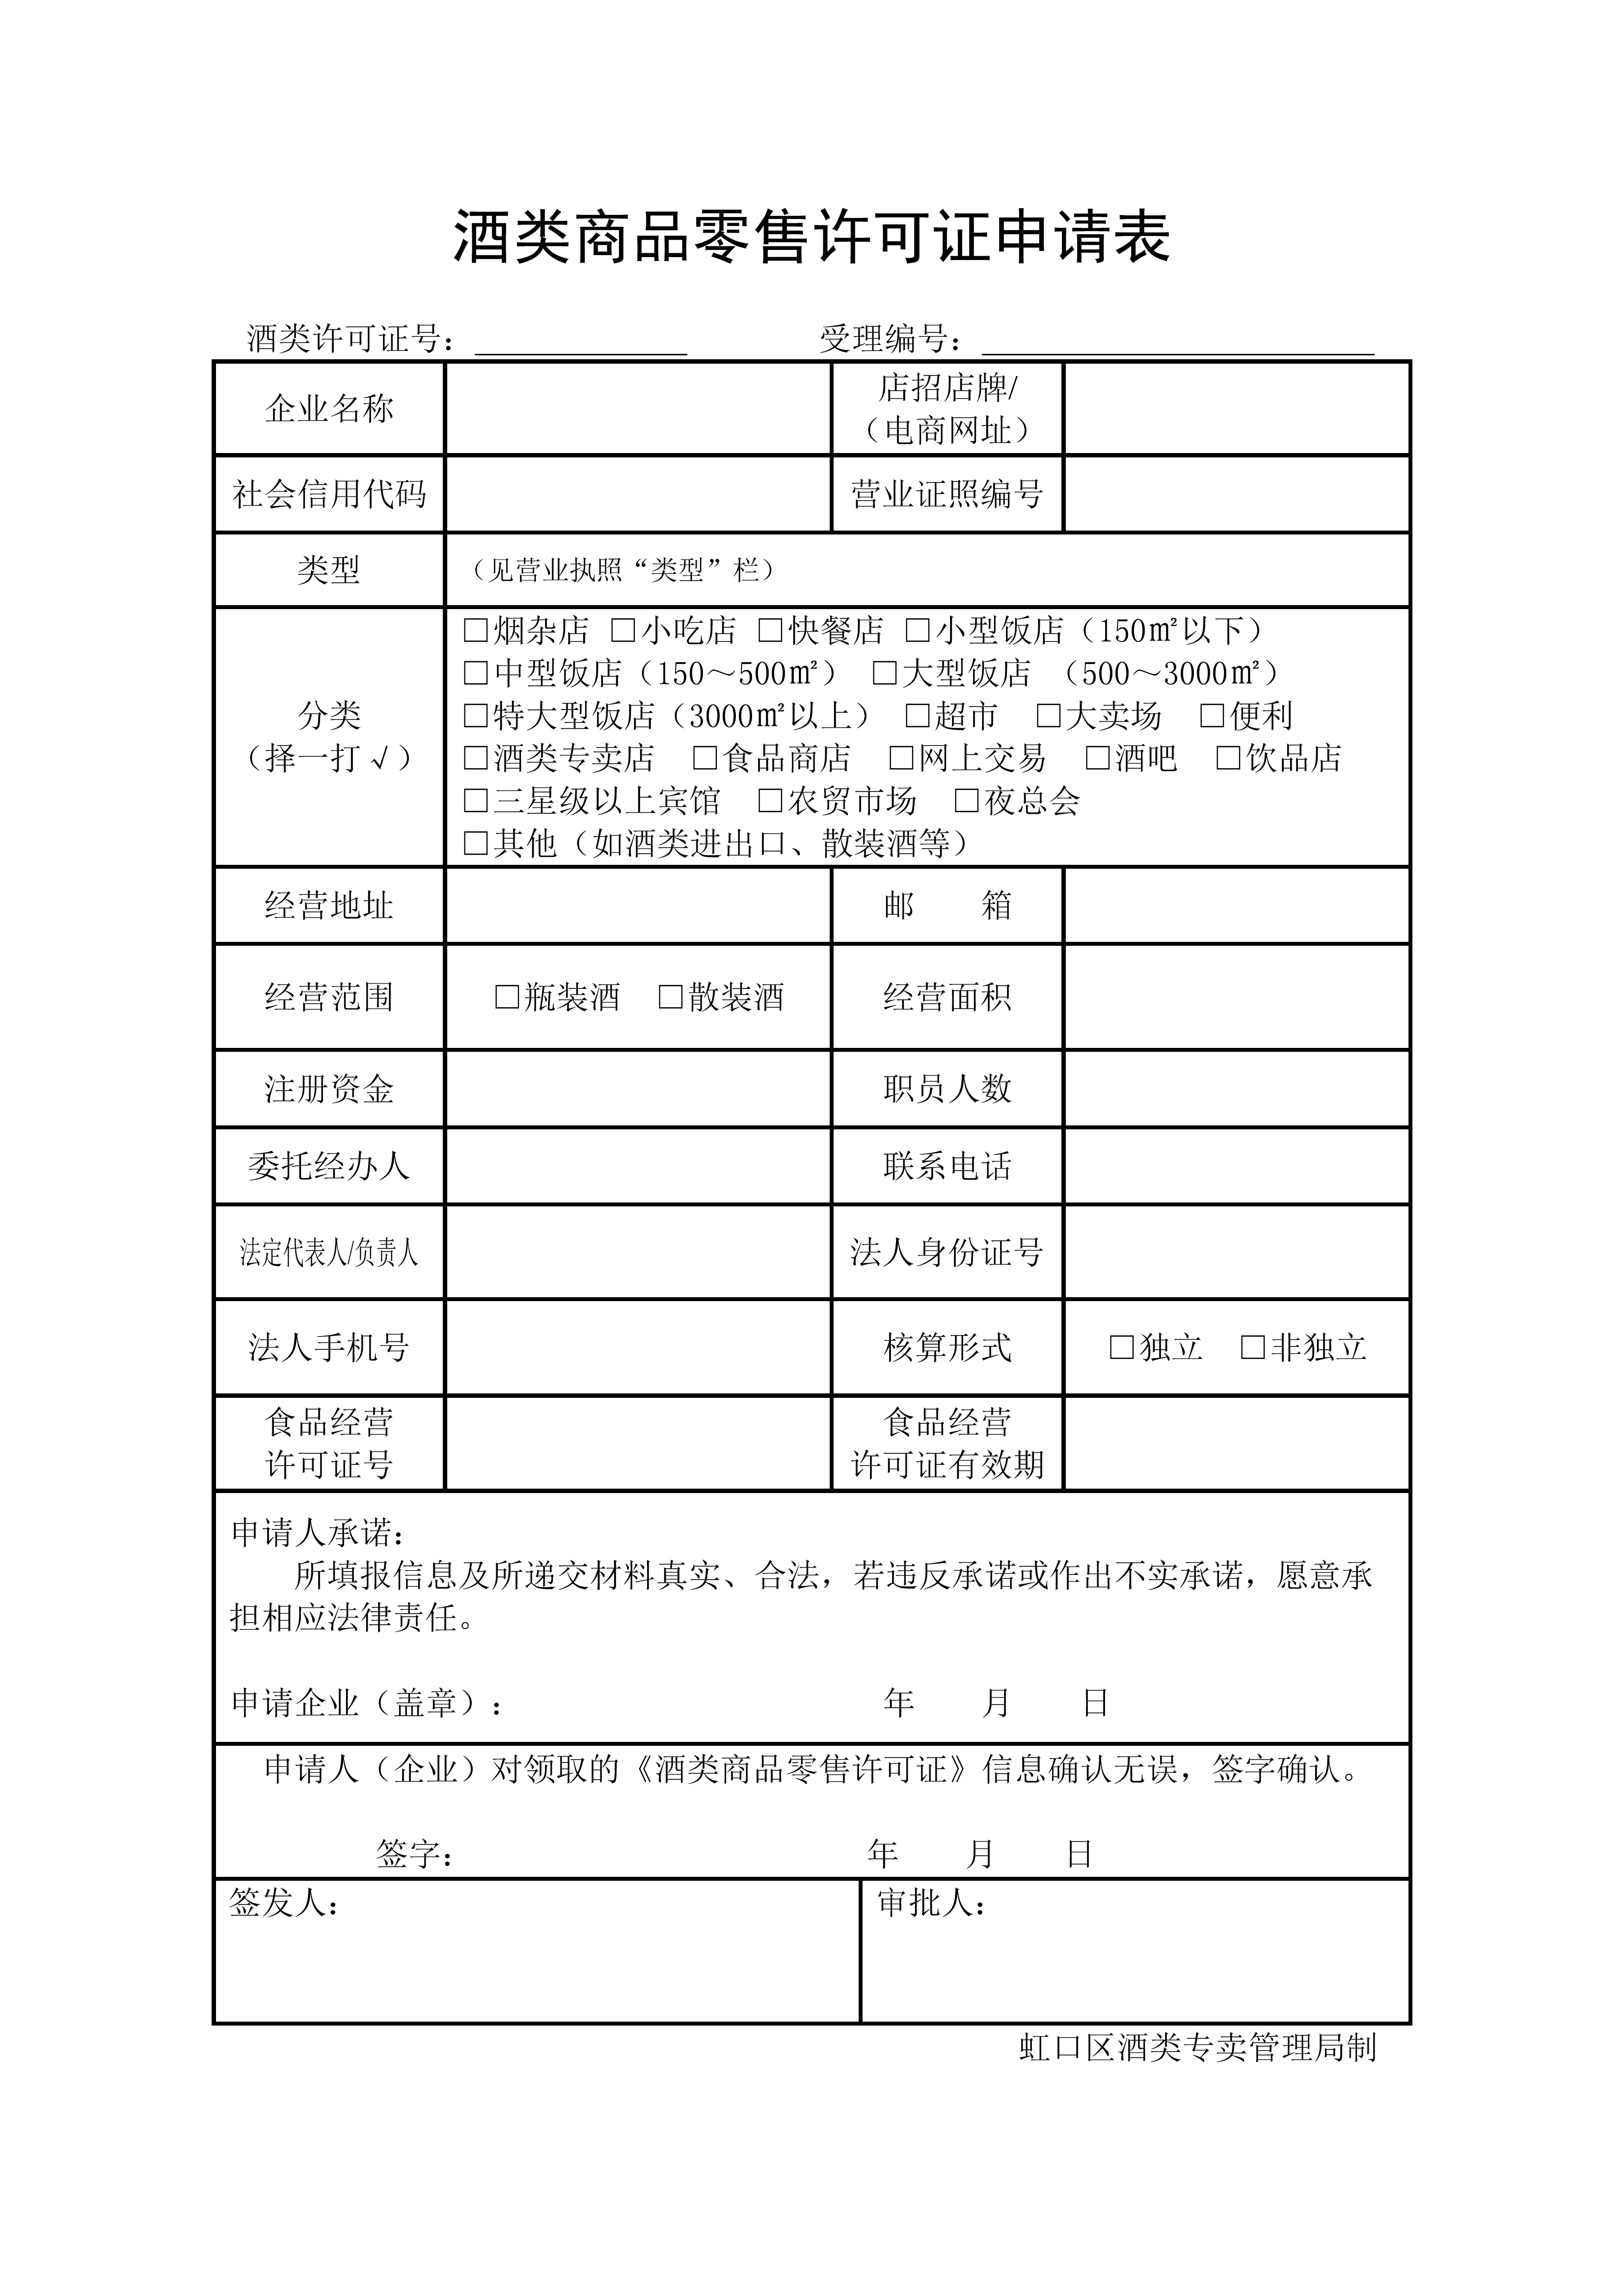 酒类商品零售许可证申请表
酒类许可证号：____________ 受理编号：______________________
企业名称 店招店牌/
（电商网址）
社会信用代码 营业证照编号
类型 （见营业执照“类型”栏）
分类
（择一打√）
□烟杂店 □小吃店 □快餐店 □小型饭店（150㎡以下）
□中型饭店（150～500㎡） □大型饭店 （500～3000㎡）
□特大型饭店（3000㎡以上） □超市 □大卖场 □便利
□酒类专卖店 □食品商店 □网上交易 □酒吧 □饮品店
□三星级以上宾馆 □农贸市场 □夜总会
□其他（如酒类进出口、散装酒等）
经营地址 邮 箱
经营范围 □瓶装酒 □散装酒 经营面积
注册资金 职员人数
委托经办人 联系电话
法定代表人/负责人 法人身份证号
法人手机号 核算形式 □独立 □非独立
食品经营
许可证号
食品经营
许可证有效期
申请人承诺：
所填报信息及所递交材料真实、合法，若违反承诺或作出不实承诺，愿意承
担相应法律责任。
申请企业（盖章）： 年 月 日
申请人（企业）对领取的《酒类商品零售许可证》信息确认无误，签字确认。
签字： 年 月 日
签发人： 审批人：
虹口区酒类专卖管理局制